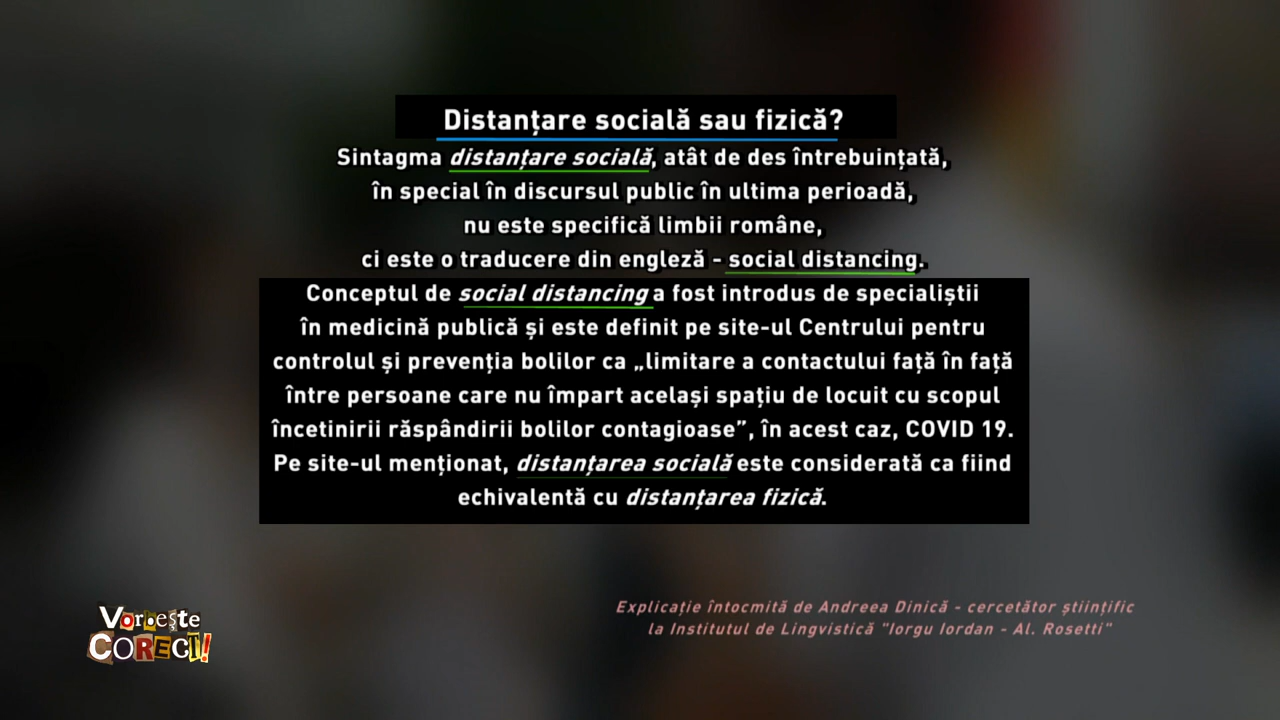 Distanțare socială sau fizică?
Sintagma distanțare socială, atât de des întrebuințată,
în special în discursul public în ultima perioadă,
nu este specifică limbii române,
ci este o traducere din engleză - social distancing.
Conceptul de social distancing a fost introdus de specialiștii
în medicină publică și este definit pe site-ul Centrului pentru
controlul și prevenția bolilor ca „limitare a contactului față în față
între persoane care nu împart același spațiu de locuit cu scopul
încetinirii răspândirii bolilor contagioase”, în acest caz, COVID 19.
Pe site-ul menționat, distanțarea socială este considerată ca fiind
echivalentă cu distanțarea fizică.
Explicație întocmită de Andreea Dinică - cercetător științific
la Institutul de Lingvistică "Iorgu Iordan - Al. Rosetti"
Vorbește
CORECT!